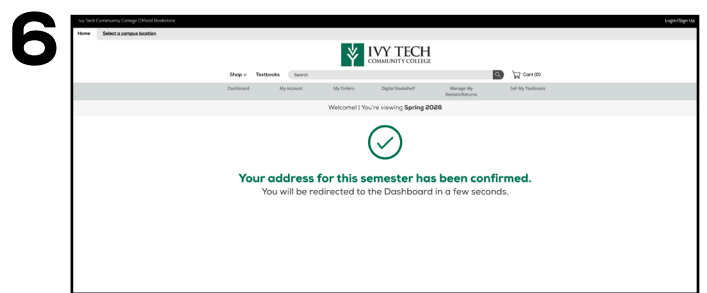 6
Ivy Tech Community College Official Bookstore
Login/Sign Up
Home Select a campus location
IVY TECH
COMMUNITY COLLEGE
Shop Textbooks Search Cart (0)
Dashboard My Account My Orders Digital Bookshelf Manage My Rentals/Returns Sell My Textbooks
Welcome! | You're viewing Spring 2026
Your address for this semester has been confirmed.
You will be redirected to the Dashboard in a few seconds.